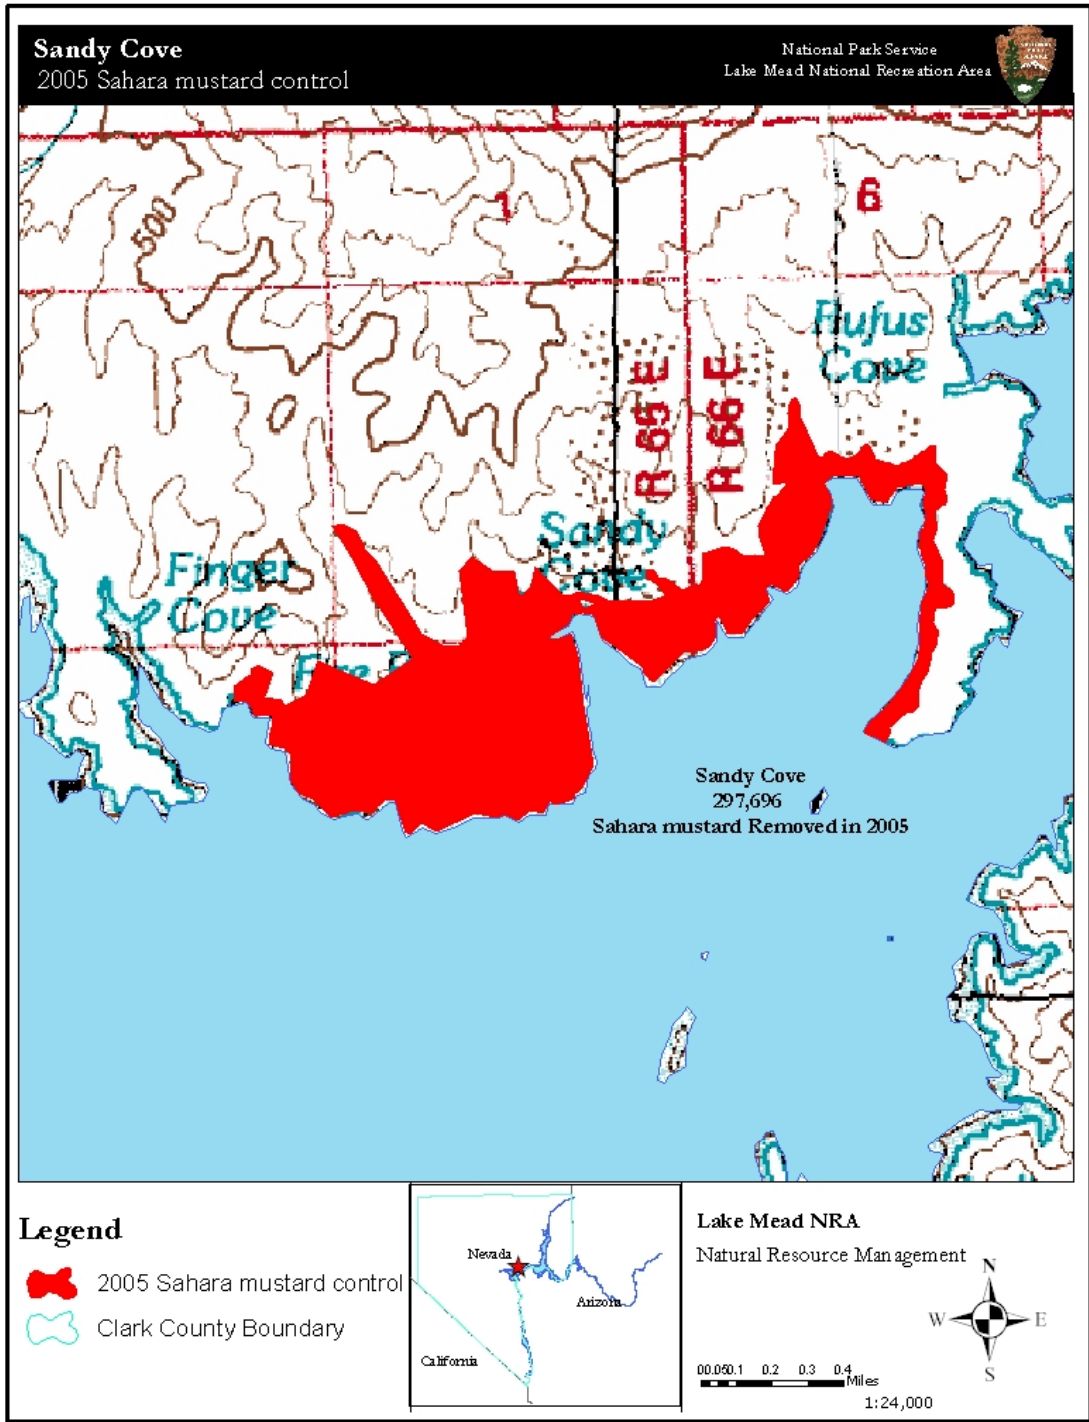 Sandy Cove
2005 Sahara mustard control
National Park Service
Lake Mead National Recreation Area
500
1
6
Rufus
Cove
R 65 E
R 66 E
Sandy
Cove
Finger
Cove
Sandy Cove
297,696
Sahara mustard Removed in 2005
Legend
2005 Sahara mustard control
Clark County Boundary
Nevada
Arizona
California
Lake Mead NRA
Natural Resource Management
N
W E
S
0 0.05 0.1 0.2 0.3 0.4
Miles
1:24,000